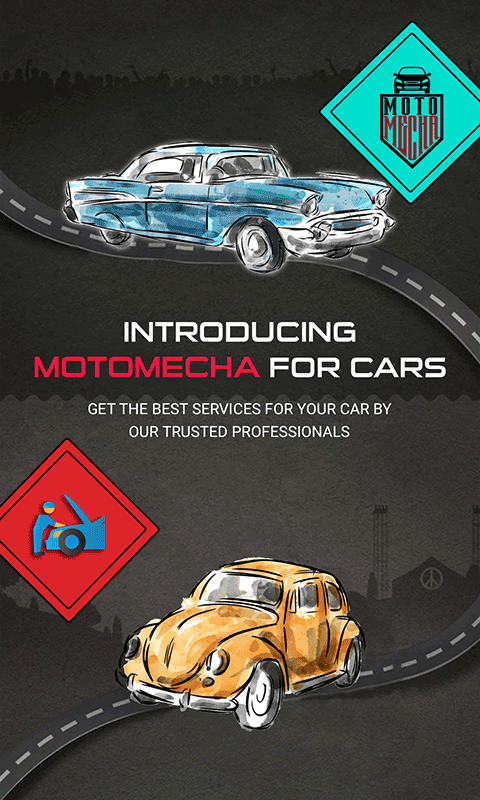 MOTO
MECHA
INTRODUCING
MOTOMECHA FOR CARS
GET THE BEST SERVICES FOR YOUR CAR BY
OUR TRUSTED PROFESSIONALS